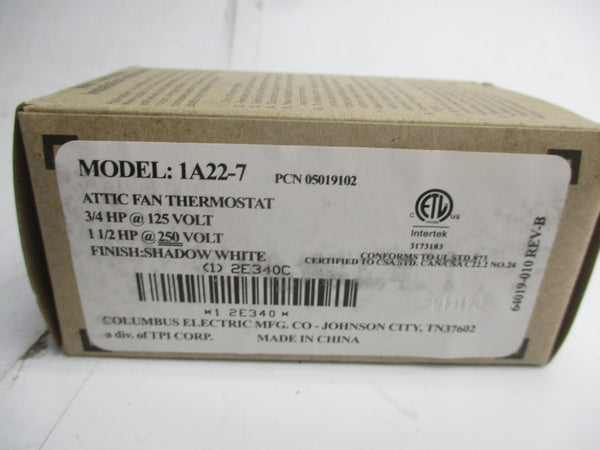 MODEL: 1A22-7 PCN 05019102
ATTIC FAN THERMOSTAT
3/4 HP @ 125 VOLT
1 1/2 HP @ 250 VOLT
FINISH:SHADOW WHITE
ETL
C US
Intertek
3173183
CONFORMS TO UL STD. 873
CERTIFIED TO CSA STD. CAN/CSA C22.2 NO.24
(1) 2E340C
*1 2E340 *
COLUMBUS ELECTRIC MFG. CO - JOHNSON CITY, TN37602
a div. of TPI CORP. MADE IN CHINA
64019-010 REV-B